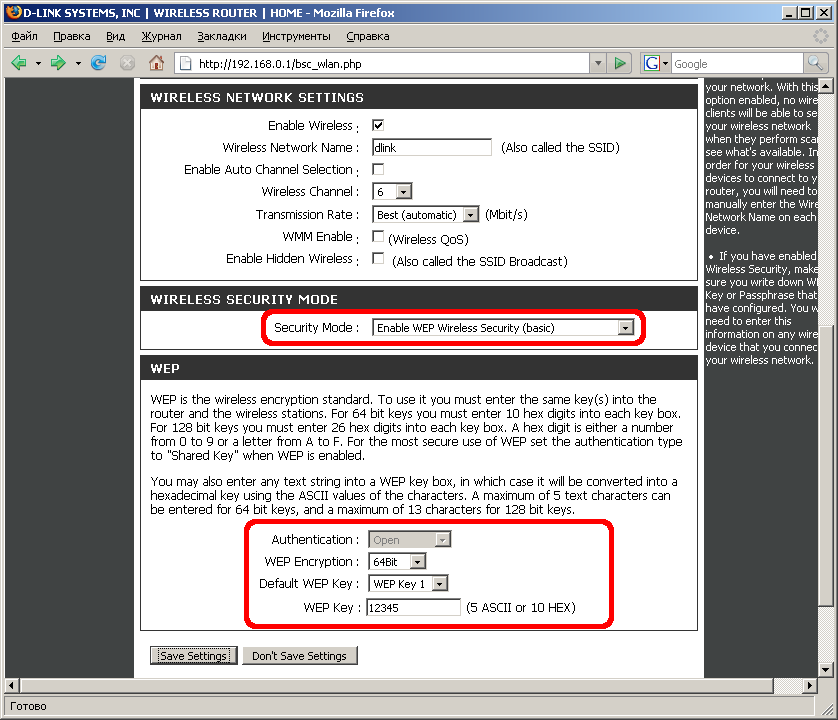 D-LINK SYSTEMS, INC | WIRELESS ROUTER | HOME - Mozilla Firefox
Файл Правка Вид Журнал Закладки Инструменты Справка
http://192.168.0.1/bsc_wlan.php
G Google
WIRELESS NETWORK SETTINGS
Enable Wireless :
Wireless Network Name : dlink (Also called the SSID)
Enable Auto Channel Selection :
Wireless Channel : 6
Transmission Rate : Best (automatic) (Mbit/s)
WMM Enable : (Wireless QoS)
Enable Hidden Wireless : (Also called the SSID Broadcast)
WIRELESS SECURITY MODE
Security Mode : Enable WEP Wireless Security (basic)
WEP
WEP is the wireless encryption standard. To use it you must enter the same key(s) into the
router and the wireless stations. For 64 bit keys you must enter 10 hex digits into each key box.
For 128 bit keys you must enter 26 hex digits into each key box. A hex digit is either a number
from 0 to 9 or a letter from A to F. For the most secure use of WEP set the authentication type
to "Shared Key" when WEP is enabled.
You may also enter any text string into a WEP key box, in which case it will be converted into a
hexadecimal key using the ASCII values of the characters. A maximum of 5 text characters can
be entered for 64 bit keys, and a maximum of 13 characters for 128 bit keys.
Authentication : Open
WEP Encryption : 64Bit
Default WEP Key : WEP Key 1
WEP Key : 12345 (5 ASCII or 10 HEX)
Save Settings Don't Save Settings
your network. With this
option enabled, no wire
clients will be able to se
your wireless network
when they perform scar
see what's available. In
order for your wireless
devices to connect to y
router, you will need to
manually enter the Wire
Network Name on each
device.
• If you have enabled
Wireless Security, make
sure you write down WE
Key or Passphrase that
have configured. You w
need to enter this
information on any wire
device that you connec
your wireless network.
Готово